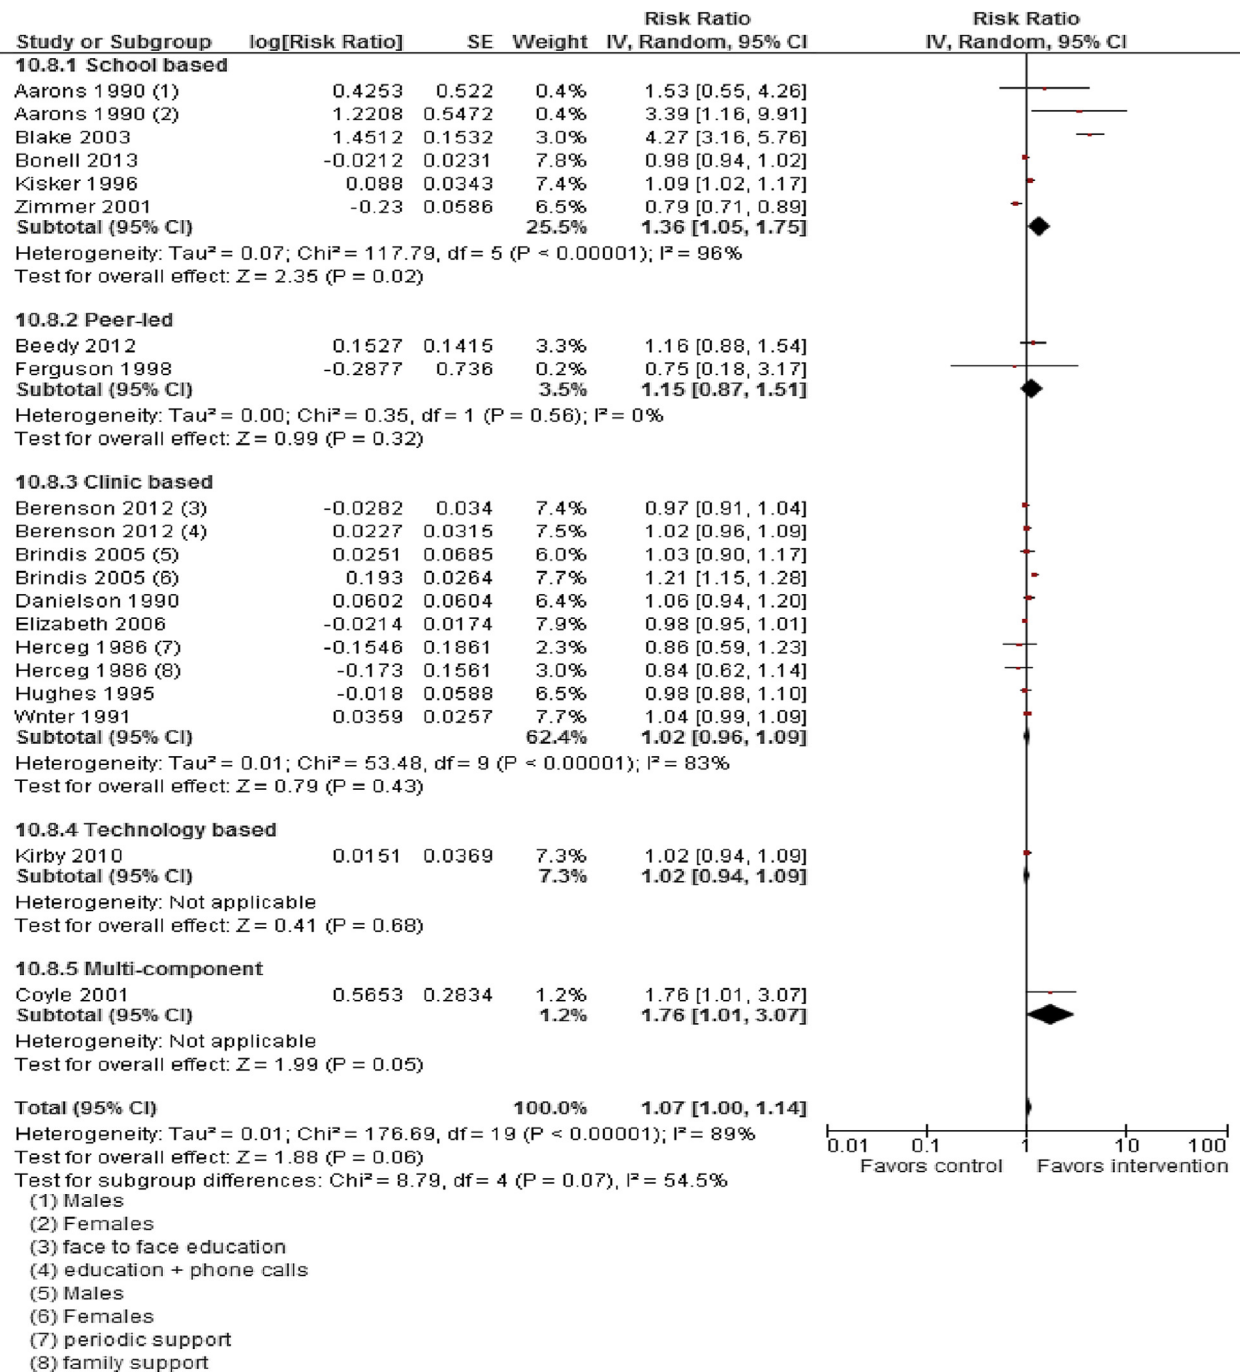 Risk Ratio Risk Ratio
Study or Subgroup log[Risk Ratio] SE Weight IV, Random, 95% CI IV, Random, 95% CI
10.8.1 School based
Aarons 1990 (1) 0.4253 0.522 0.4% 1.53 [0.55, 4.26]
Aarons 1990 (2) 1.2208 0.5472 0.4% 3.39 [1.16, 9.91]
Blake 2003 1.4512 0.1532 3.0% 4.27 [3.16, 5.76]
Bonell 2013 -0.0212 0.0231 7.8% 0.98 [0.94, 1.02]
Kisker 1996 0.088 0.0343 7.4% 1.09 [1.02, 1.17]
Zimmer 2001 -0.23 0.0586 6.5% 0.79 [0.71, 0.89]
Subtotal (95% CI) 25.5% 1.36 [1.05, 1.75]
Heterogeneity: Tau² = 0.07; Chi² = 117.79, df = 5 (P < 0.00001); I² = 96%
Test for overall effect: Z = 2.35 (P = 0.02)
10.8.2 Peer-led
Beedy 2012 0.1527 0.1415 3.3% 1.16 [0.88, 1.54]
Ferguson 1998 -0.2877 0.736 0.2% 0.75 [0.18, 3.17]
Subtotal (95% CI) 3.5% 1.15 [0.87, 1.51]
Heterogeneity: Tau² = 0.00; Chi² = 0.35, df = 1 (P = 0.56); I² = 0%
Test for overall effect: Z = 0.99 (P = 0.32)
10.8.3 Clinic based
Berenson 2012 (3) -0.0282 0.034 7.4% 0.97 [0.91, 1.04]
Berenson 2012 (4) 0.0227 0.0315 7.5% 1.02 [0.96, 1.09]
Brindis 2005 (5) 0.0251 0.0685 6.0% 1.03 [0.90, 1.17]
Brindis 2005 (6) 0.193 0.0264 7.7% 1.21 [1.15, 1.28]
Danielson 1990 0.0602 0.0604 6.4% 1.06 [0.94, 1.20]
Elizabeth 2006 -0.0214 0.0174 7.9% 0.98 [0.95, 1.01]
Herceg 1986 (7) -0.1546 0.1861 2.3% 0.86 [0.59, 1.23]
Herceg 1986 (8) -0.173 0.1561 3.0% 0.84 [0.62, 1.14]
Hughes 1995 -0.018 0.0588 6.5% 0.98 [0.88, 1.10]
Wnter 1991 0.0359 0.0257 7.7% 1.04 [0.99, 1.09]
Subtotal (95% CI) 62.4% 1.02 [0.96, 1.09]
Heterogeneity: Tau² = 0.01; Chi² = 53.48, df = 9 (P < 0.00001); I² = 83%
Test for overall effect: Z = 0.79 (P = 0.43)
10.8.4 Technology based
Kirby 2010 0.0151 0.0369 7.3% 1.02 [0.94, 1.09]
Subtotal (95% CI) 7.3% 1.02 [0.94, 1.09]
Heterogeneity: Not applicable
Test for overall effect: Z = 0.41 (P = 0.68)
10.8.5 Multi-component
Coyle 2001 0.5653 0.2834 1.2% 1.76 [1.01, 3.07]
Subtotal (95% CI) 1.2% 1.76 [1.01, 3.07]
Heterogeneity: Not applicable
Test for overall effect: Z = 1.99 (P = 0.05)
Total (95% CI) 100.0% 1.07 [1.00, 1.14]
Heterogeneity: Tau² = 0.01; Chi² = 176.69, df = 19 (P < 0.00001); I² = 89%
Test for overall effect: Z = 1.88 (P = 0.06)
Test for subgroup differences: Chi² = 8.79, df = 4 (P = 0.07), I² = 54.5%
0.01 0.1 1 10 100
Favors control Favors intervention
(1) Males
(2) Females
(3) face to face education
(4) education + phone calls
(5) Males
(6) Females
(7) periodic support
(8) family support